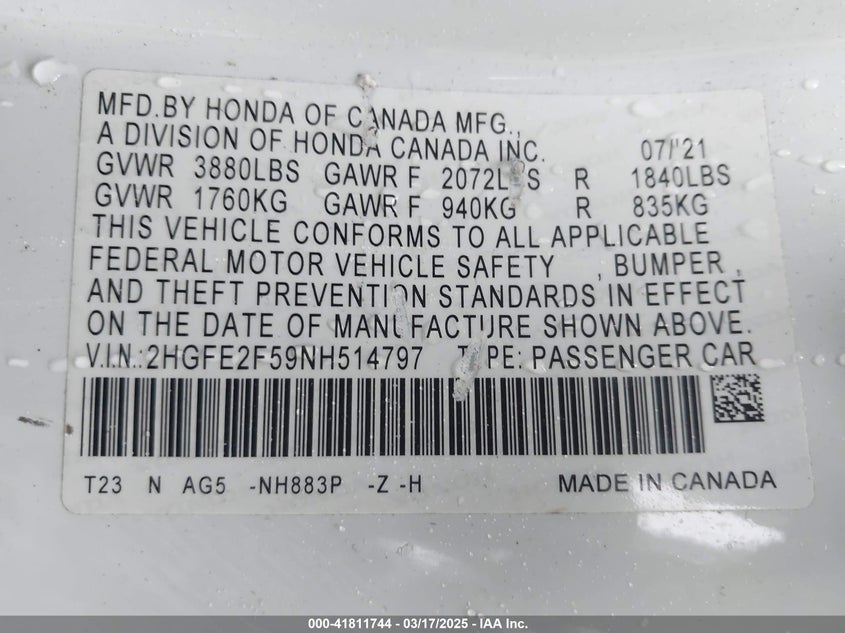 MFD.BY HONDA OF CANADA MFG.,
A DIVISION OF HONDA CANADA INC. 07/'21
GVWR 3880LBS GAWR F 2072LBS R 1840LBS
GVWR 1760KG GAWR F 940KG R 835KG
THIS VEHICLE CONFORMS TO ALL APPLICABLE
FEDERAL MOTOR VEHICLE SAFETY , BUMPER ,
AND THEFT PREVENTION STANDARDS IN EFFECT
ON THE DATE OF MANUFACTURE SHOWN ABOVE.
V.I.N.:2HGFE2F59NH514797 TYPE: PASSENGER CAR
T23 N AG5 -NH883P -Z -H MADE IN CANADA
000-41811744 — 03/17/2025 — IAA Inc.